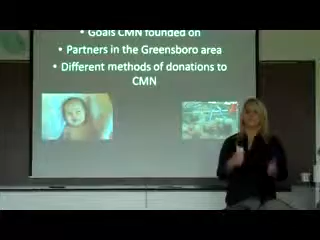 • Goals CMN founded on
• Partners in the Greensboro area
• Different methods of donations to
CMN